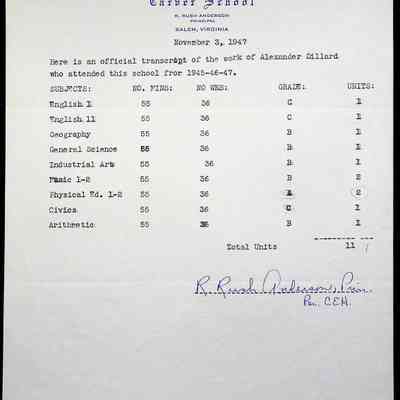 Carver School
R. RUSH ANDERSON
PRINCIPAL
SALEM, VIRGINIA
November 3, 1947
Here is an official transcript of the work of Alexander Dillard
who attended this school fror 1945-46-47.
SUBJECTS: NO. MINS: NO WKS: GRADE: UNITS:
English 1 55 36 C 1
English 11 55 36 C 1
Geography 55 36 B 1
General Science 55 36 B 1
Industrial Arts 55 36 B 1
Music 1-2 55 36 B 2
Physical Ed. 1-2 55 36 A 2
Civics 55 36 C 1
Arithmetic 55 36 B 1
----------
Total Units 11
R. Rush Anderson, Prin.
Per. C.E.H.